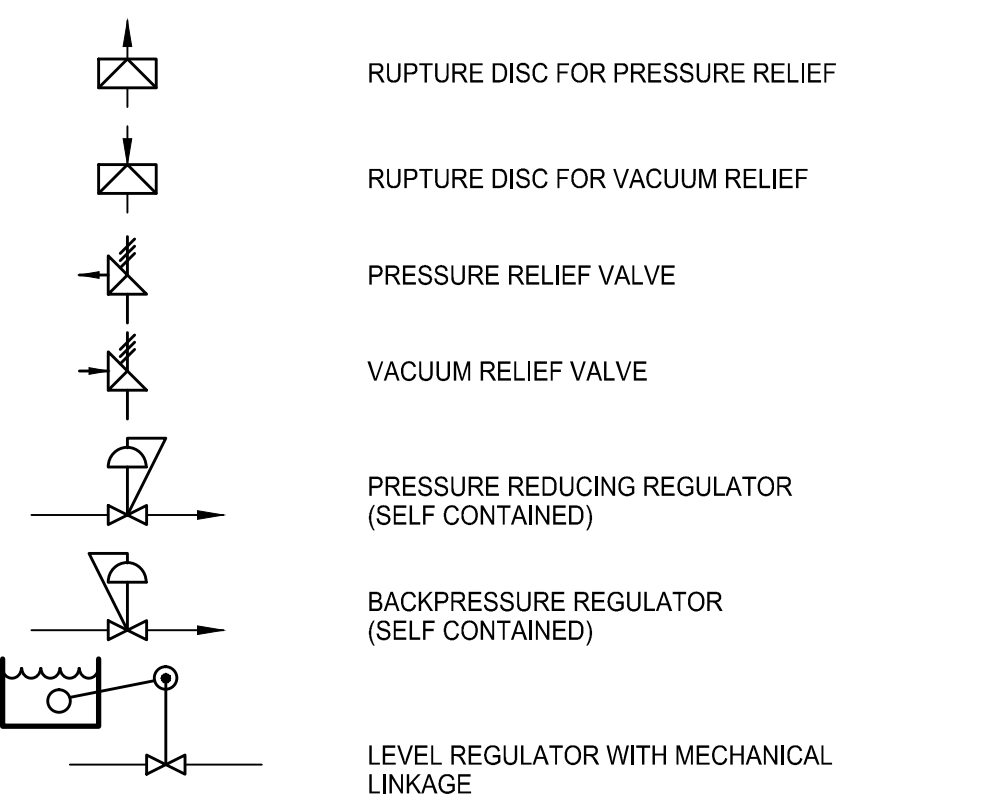 RUPTURE DISC FOR PRESSURE RELIEF
RUPTURE DISC FOR VACUUM RELIEF
PRESSURE RELIEF VALVE
VACUUM RELIEF VALVE
PRESSURE REDUCING REGULATOR
(SELF CONTAINED)
BACKPRESSURE REGULATOR
(SELF CONTAINED)
LEVEL REGULATOR WITH MECHANICAL
LINKAGE